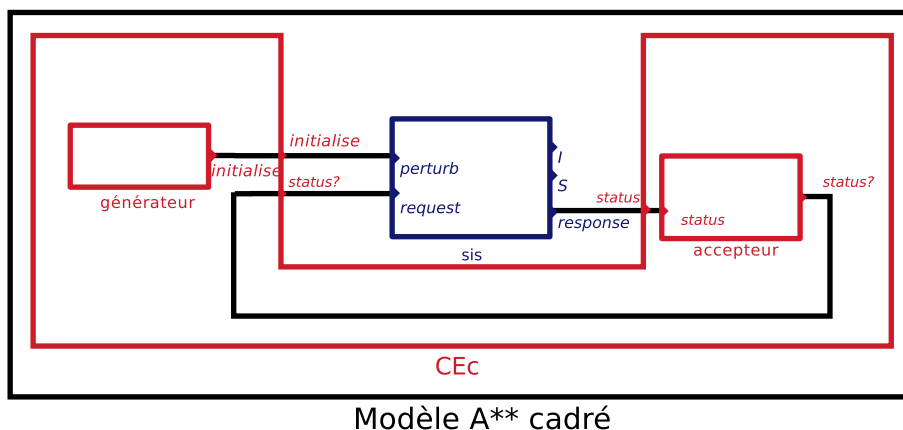 initialise
initialise
générateur
status?
perturb
request
I
S
response
sis
status
status
status?
accepteur
CEc
Modèle A** cadré